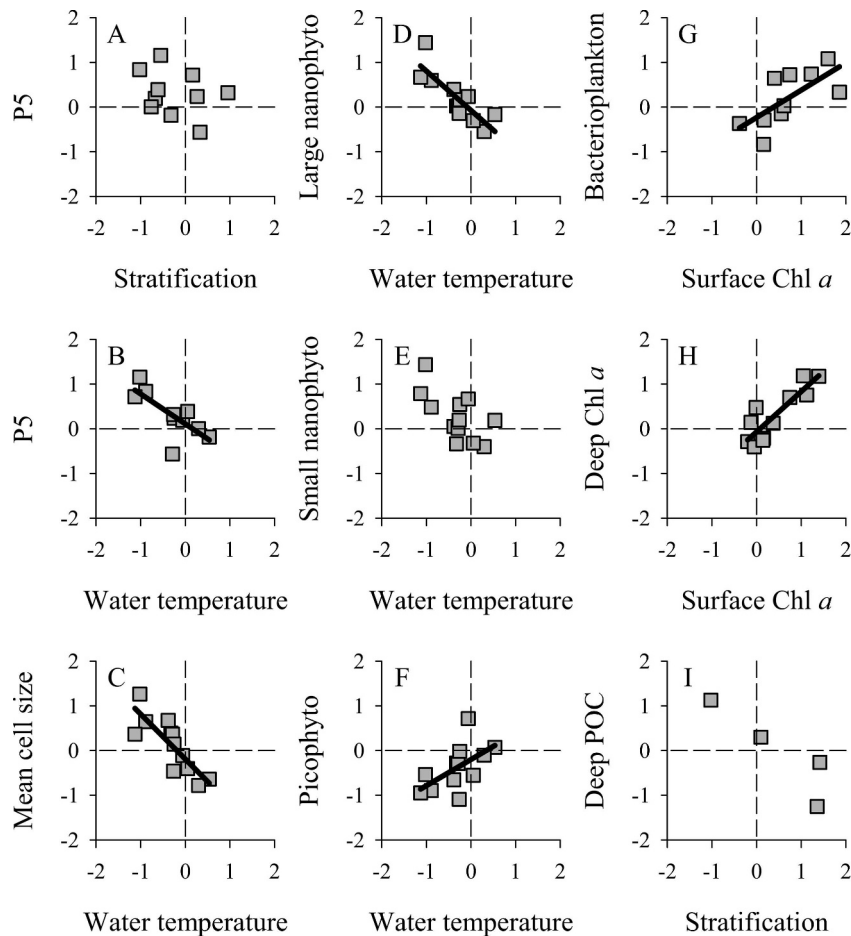 A
P5
2
1
0
-1
-2
-2 -1 0 1 2
Stratification
D
Large nanophyto
2
1
0
-1
-2
-2 -1 0 1 2
Water temperature
G
Bacterioplankton
2
1
0
-1
-2
-2 -1 0 1 2
Surface Chl a
B
P5
2
1
0
-1
-2
-2 -1 0 1 2
Water temperature
E
Small nanophyto
2
1
0
-1
-2
-2 -1 0 1 2
Water temperature
H
Deep Chl a
2
1
0
-1
-2
-2 -1 0 1 2
Surface Chl a
C
Mean cell size
2
1
0
-1
-2
-2 -1 0 1 2
Water temperature
F
Picophyto
2
1
0
-1
-2
-2 -1 0 1 2
Water temperature
I
Deep POC
2
1
0
-1
-2
-2 -1 0 1 2
Stratification